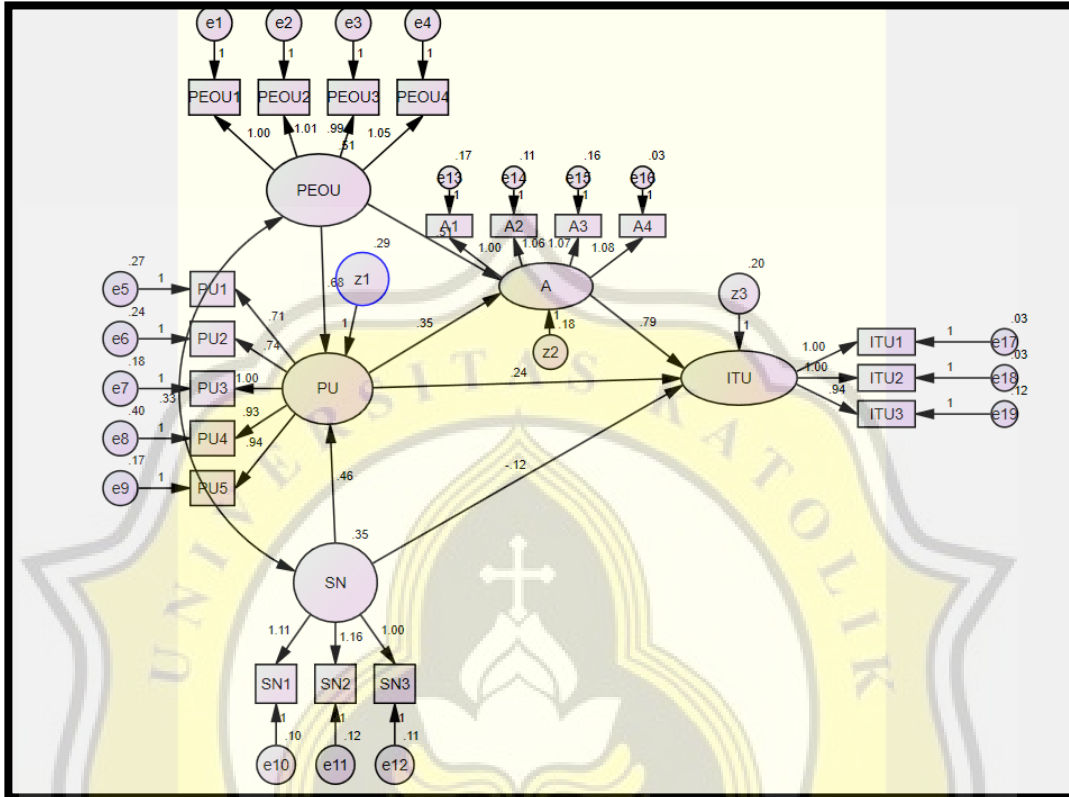 e1 e2 e3 e4
1 1 1 1
PEOU1 PEOU2 PEOU3 PEOU4
1.00 1.01 .99 1.05
.51
PEOU
.17 .11 .16 .03
e13 e14 e15 e16
1 1 1 1
A1 A2 A3 A4
.51 1.00 1.06 1.07 1.08
A
.29
z1
.68
1
.27
e5 1 PU1
.24
e6 1 PU2
.18
e7 1 PU3
.40
e8 1 PU4
.17
e9 1 PU5
.33
.71
.74
1.00
.93
.94
PU
.35
1
.18
z2
.79
.20
z3
1
.24
ITU
1.00
1.00
.94
ITU1 1 e17 .03
ITU2 1 e18 .03
ITU3 1 e19 .12
.46
-.12
.35
SN
1.11 1.16 1.00
SN1 SN2 SN3
1 1 1
.10 .12 .11
e10 e11 e12
UNIVERSITAS KATOLIK